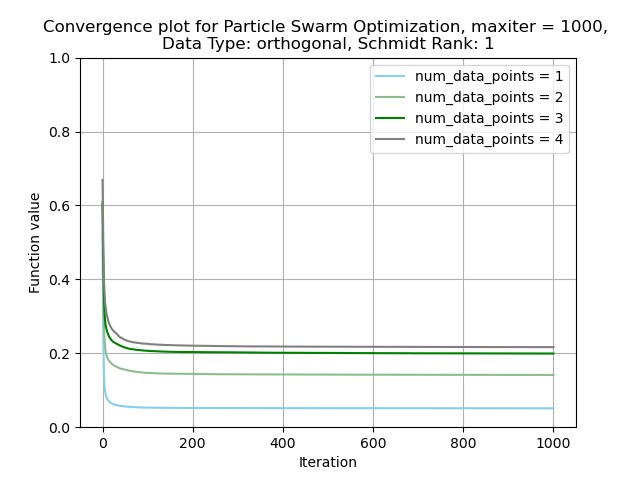 Convergence plot for Particle Swarm Optimization, maxiter = 1000,
Data Type: orthogonal, Schmidt Rank: 1
num_data_points = 1
num_data_points = 2
num_data_points = 3
num_data_points = 4
Function value
1.0
0.8
0.6
0.4
0.2
0.0
0
200
400
600
800
1000
Iteration